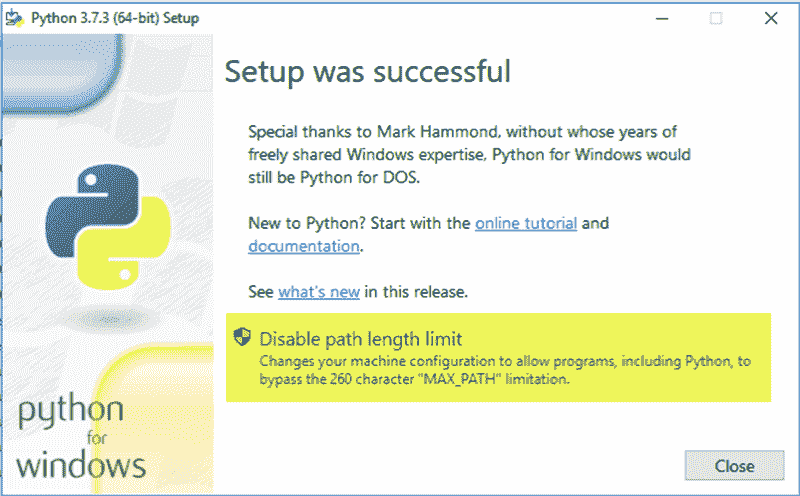 Python 3.7.3 (64-bit) Setup
Setup was successful
Special thanks to Mark Hammond, without whose years of
freely shared Windows expertise, Python for Windows would
still be Python for DOS.
New to Python? Start with the online tutorial and
documentation.
See what's new in this release.
Disable path length limit
Changes your machine configuration to allow programs, including Python, to
bypass the 260 character "MAX_PATH" limitation.
python
for
windows
Close